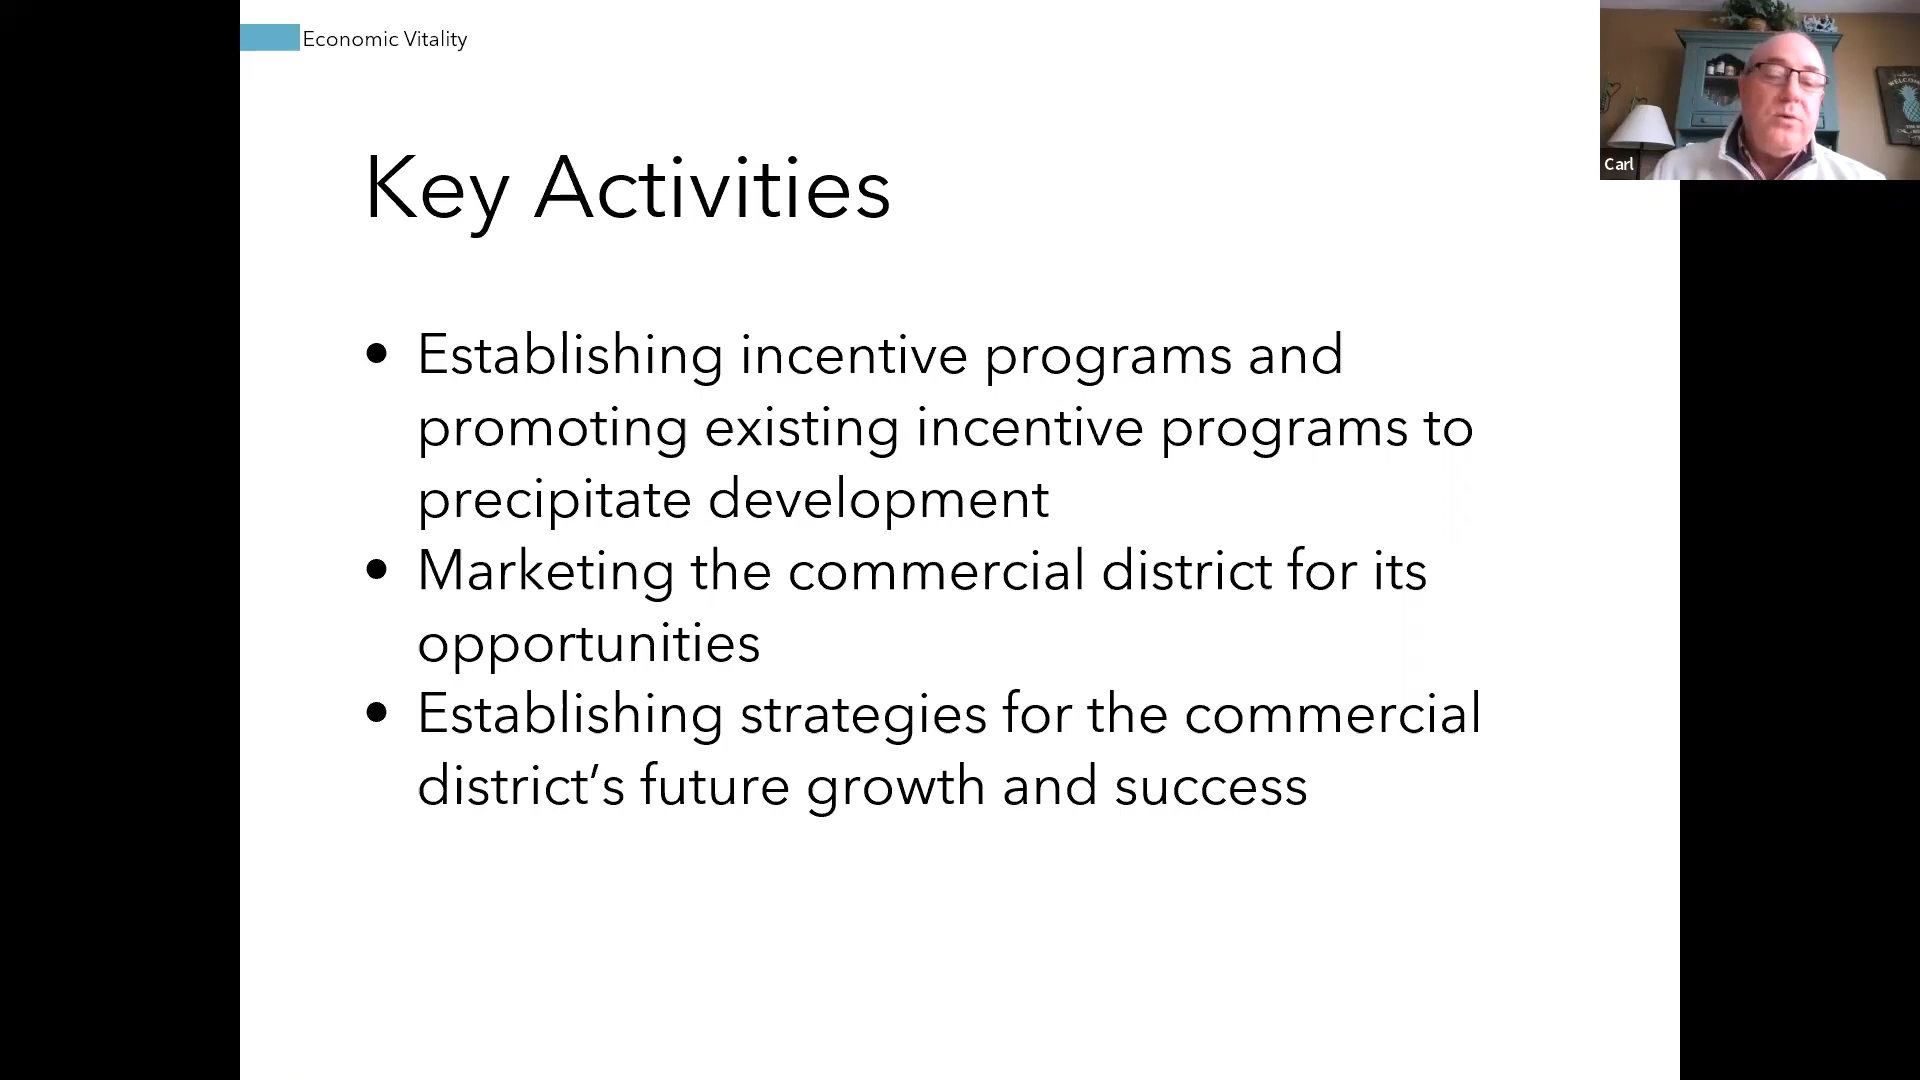 Economic Vitality
Carl
Key Activities
• Establishing incentive programs and
promoting existing incentive programs to
precipitate development
• Marketing the commercial district for its
opportunities
• Establishing strategies for the commercial
district’s future growth and success